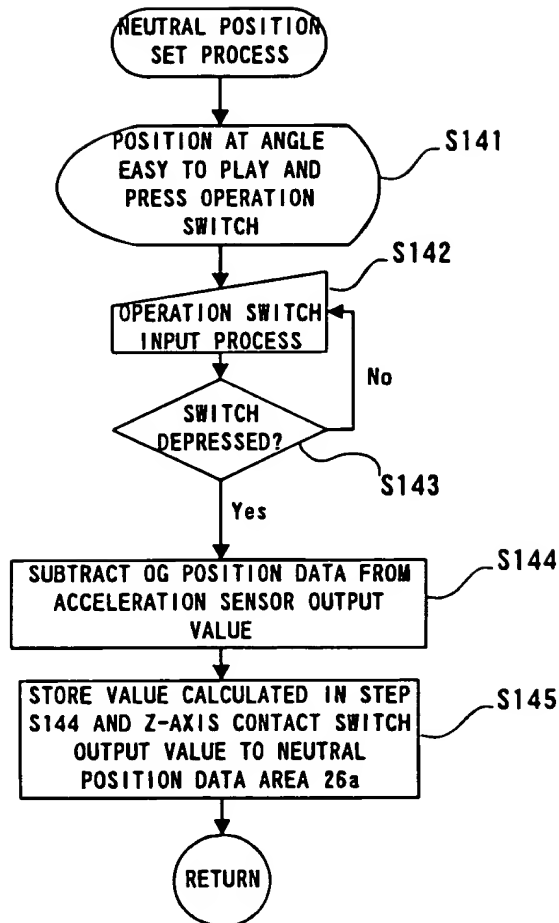 NEUTRAL POSITION
SET PROCESS
POSITION AT ANGLE
EASY TO PLAY AND
PRESS OPERATION
SWITCH
S141
S142
OPERATION SWITCH
INPUT PROCESS
No
SWITCH
DEPRESSED?
S143
Yes
SUBTRACT OG POSITION DATA FROM
ACCELERATION SENSOR OUTPUT
VALUE
S144
STORE VALUE CALCULATED IN STEP
S144 AND Z-AXIS CONTACT SWITCH
OUTPUT VALUE TO NEUTRAL
POSITION DATA AREA 26a
S145
RETURN